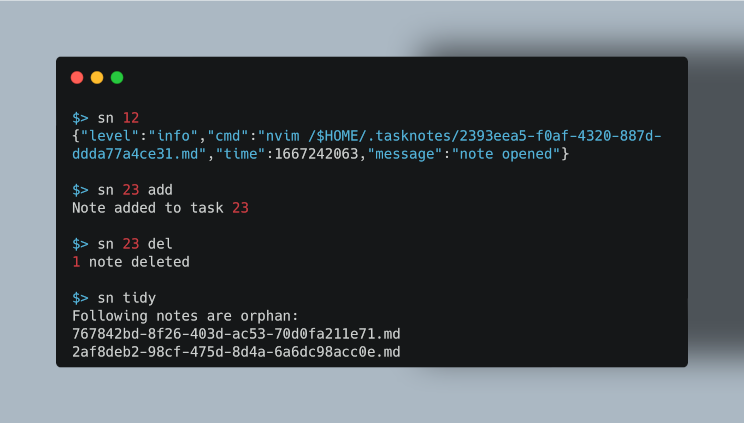 $> sn 12
{"level":"info","cmd":"nvim /$HOME/.tasknotes/2393eea5-f0af-4320-887d-
ddda77a4ce31.md","time":1667242063,"message":"note opened"}
$> sn 23 add
Note added to task 23
$> sn 23 del
1 note deleted
$> sn tidy
Following notes are orphan:
767842bd-8f26-403d-ac53-70d0fa211e71.md
2af8deb2-98cf-475d-8d4a-6a6dc98acc0e.md